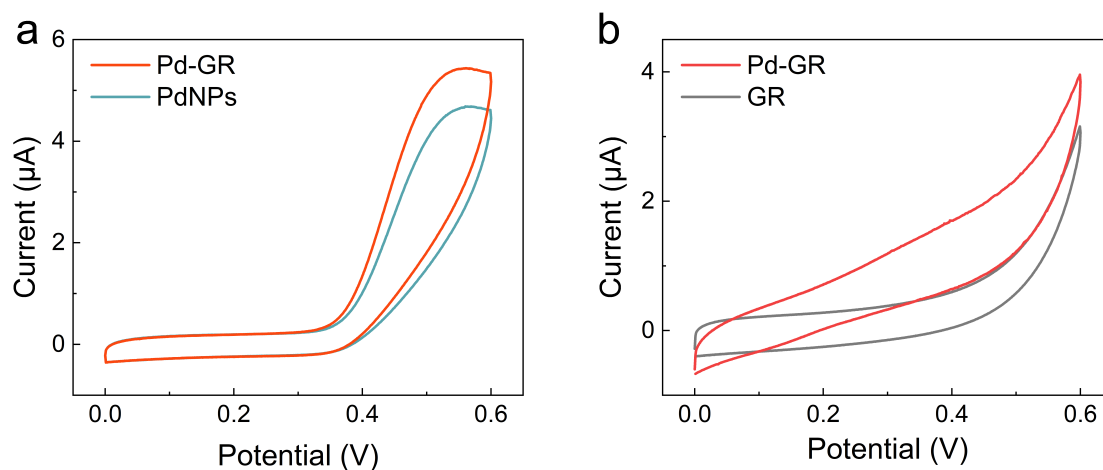 a
6
4
2
0
Current (µA)
Pd-GR
PdNPs
0.0
0.2
0.4
0.6
Potential (V)
b
4
2
0
Current (µA)
Pd-GR
GR
0.0
0.2
0.4
0.6
Potential (V)